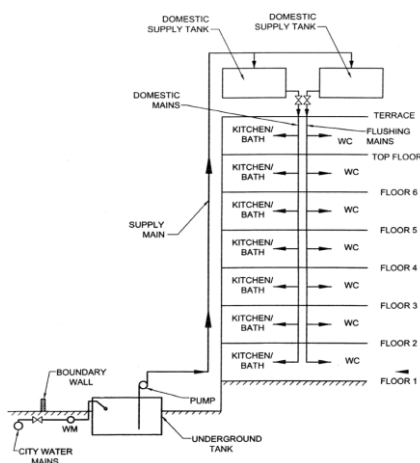 DOMESTIC
SUPPLY TANK
DOMESTIC
SUPPLY TANK
DOMESTIC
MAINS
TERRACE
KITCHEN/
BATH
FLUSHING
MAINS
WC
TOP FLOOR
KITCHEN/
BATH
WC
FLOOR 6
KITCHEN/
BATH
WC
FLOOR 5
SUPPLY
MAIN
KITCHEN/
BATH
WC
FLOOR 4
KITCHEN/
BATH
WC
FLOOR 3
KITCHEN/
BATH
WC
FLOOR 2
KITCHEN/
BATH
WC
FLOOR 1
BOUNDARY
WALL
PUMP
WM
UNDERGROUND
TANK
CITY WATER
MAINS